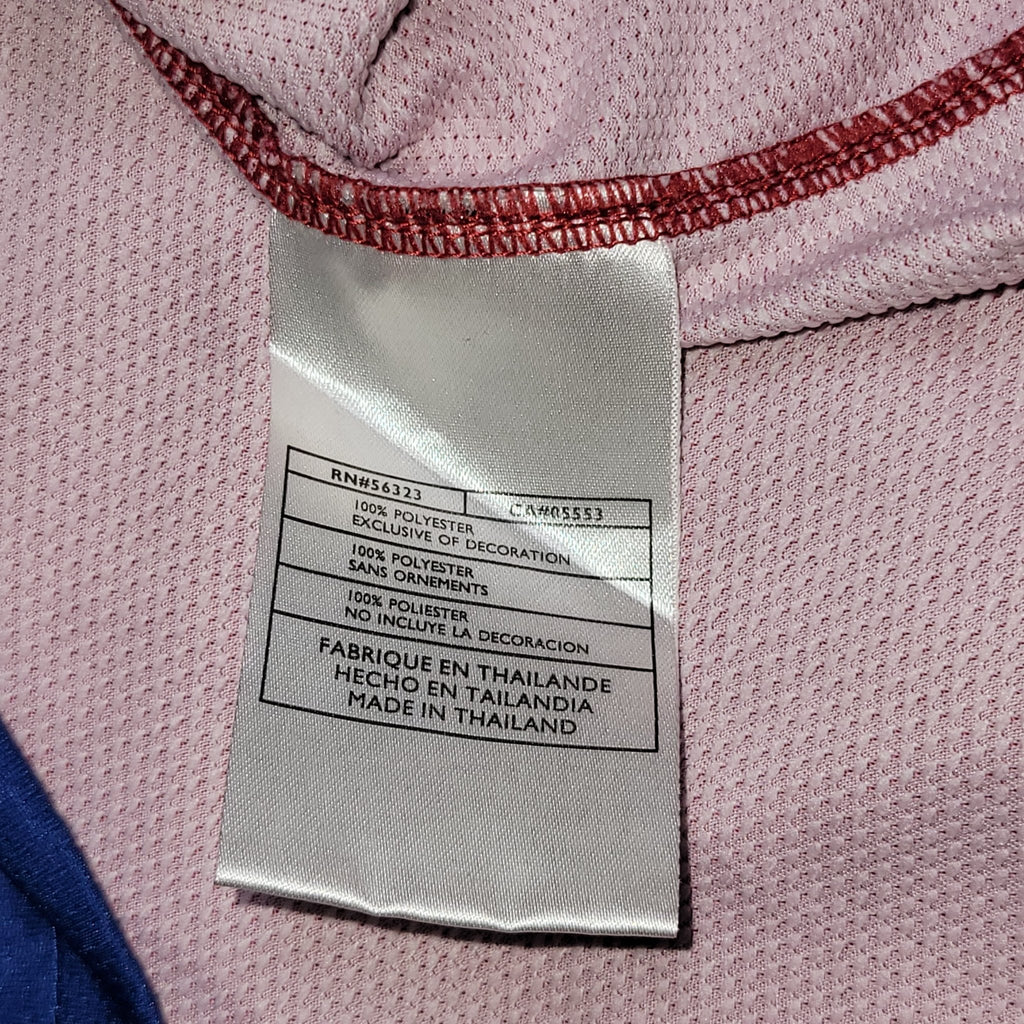 RN#56323 CA#05553
100% POLYESTER
EXCLUSIVE OF DECORATION
100% POLYESTER
SANS ORNEMENTS
100% POLIESTER
NO INCLUYE LA DECORACION
FABRIQUE EN THAILANDE
HECHO EN TAILANDIA
MADE IN THAILAND